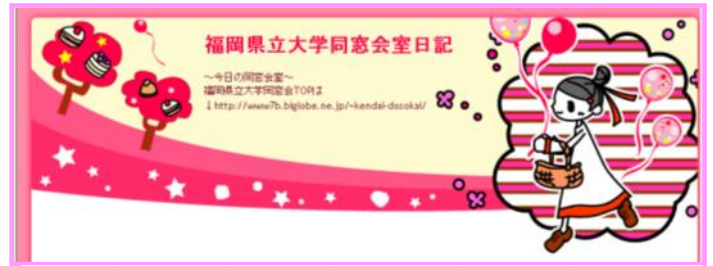 福岡県立大学同窓会室日記
～今日の同窓会室～
福岡県立大学同窓会TOPは
↓http://www7b.biglobe.ne.jp/~kendai-dosokai/